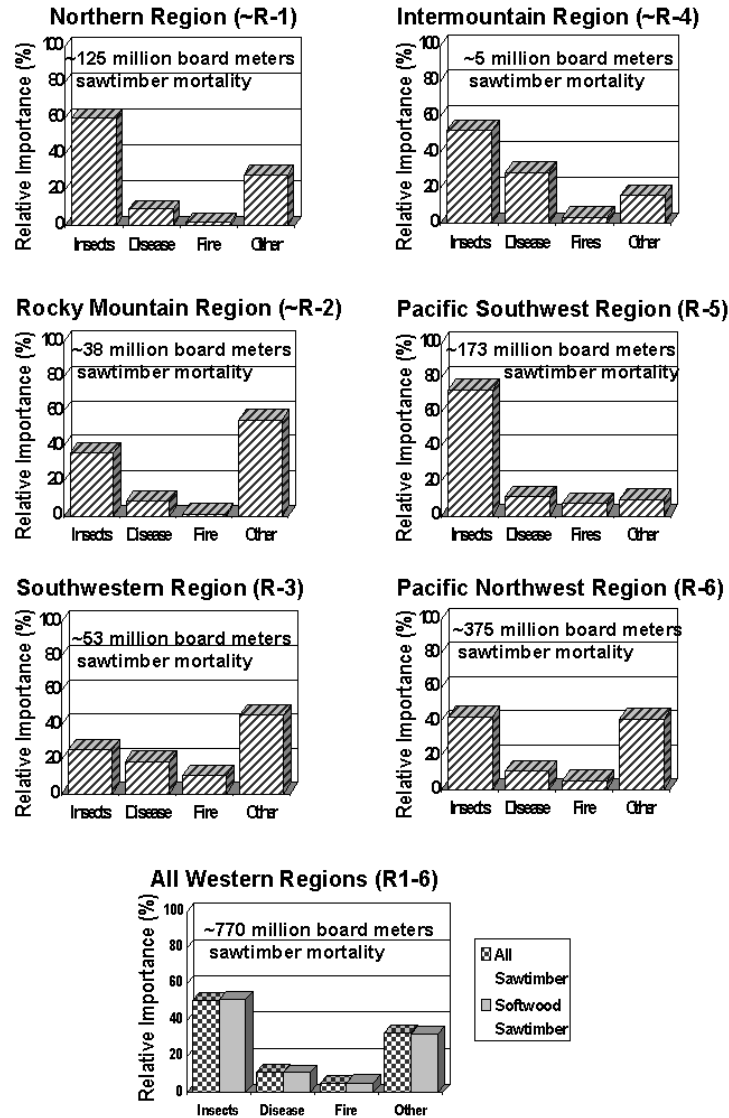 Northern Region (~R-1)
Relative Importance (%)
100
80
60
40
20
0
~125 million board meters
sawtimber mortality
Insects Disease Fire Other
Intermountain Region (~R-4)
Relative Importance (%)
100
80
60
40
20
0
~5 million board meters
sawtimber mortality
Insects Disease Fires Other
Rocky Mountain Region (~R-2)
Relative Importance (%)
100
80
60
40
20
0
~38 million board meters
sawtimber mortality
Insects Disease Fire Other
Pacific Southwest Region (R-5)
Relative Importance (%)
100
80
60
40
20
0
~173 million board meters
sawtimber mortality
Insects Disease Fires Other
Southwestern Region (R-3)
Relative Importance (%)
100
80
60
40
20
0
~53 million board meters
sawtimber mortality
Insects Disease Fire Other
Pacific Northwest Region (R-6)
Relative Importance (%)
100
80
60
40
20
0
~375 million board meters
sawtimber mortality
Insects Disease Fire Other
All Western Regions (R1-6)
Relative Importance (%)
100
80
60
40
20
0
~770 million board meters
sawtimber mortality
Insects Disease Fire Other
All
Sawtimber
Softwood
Sawtimber